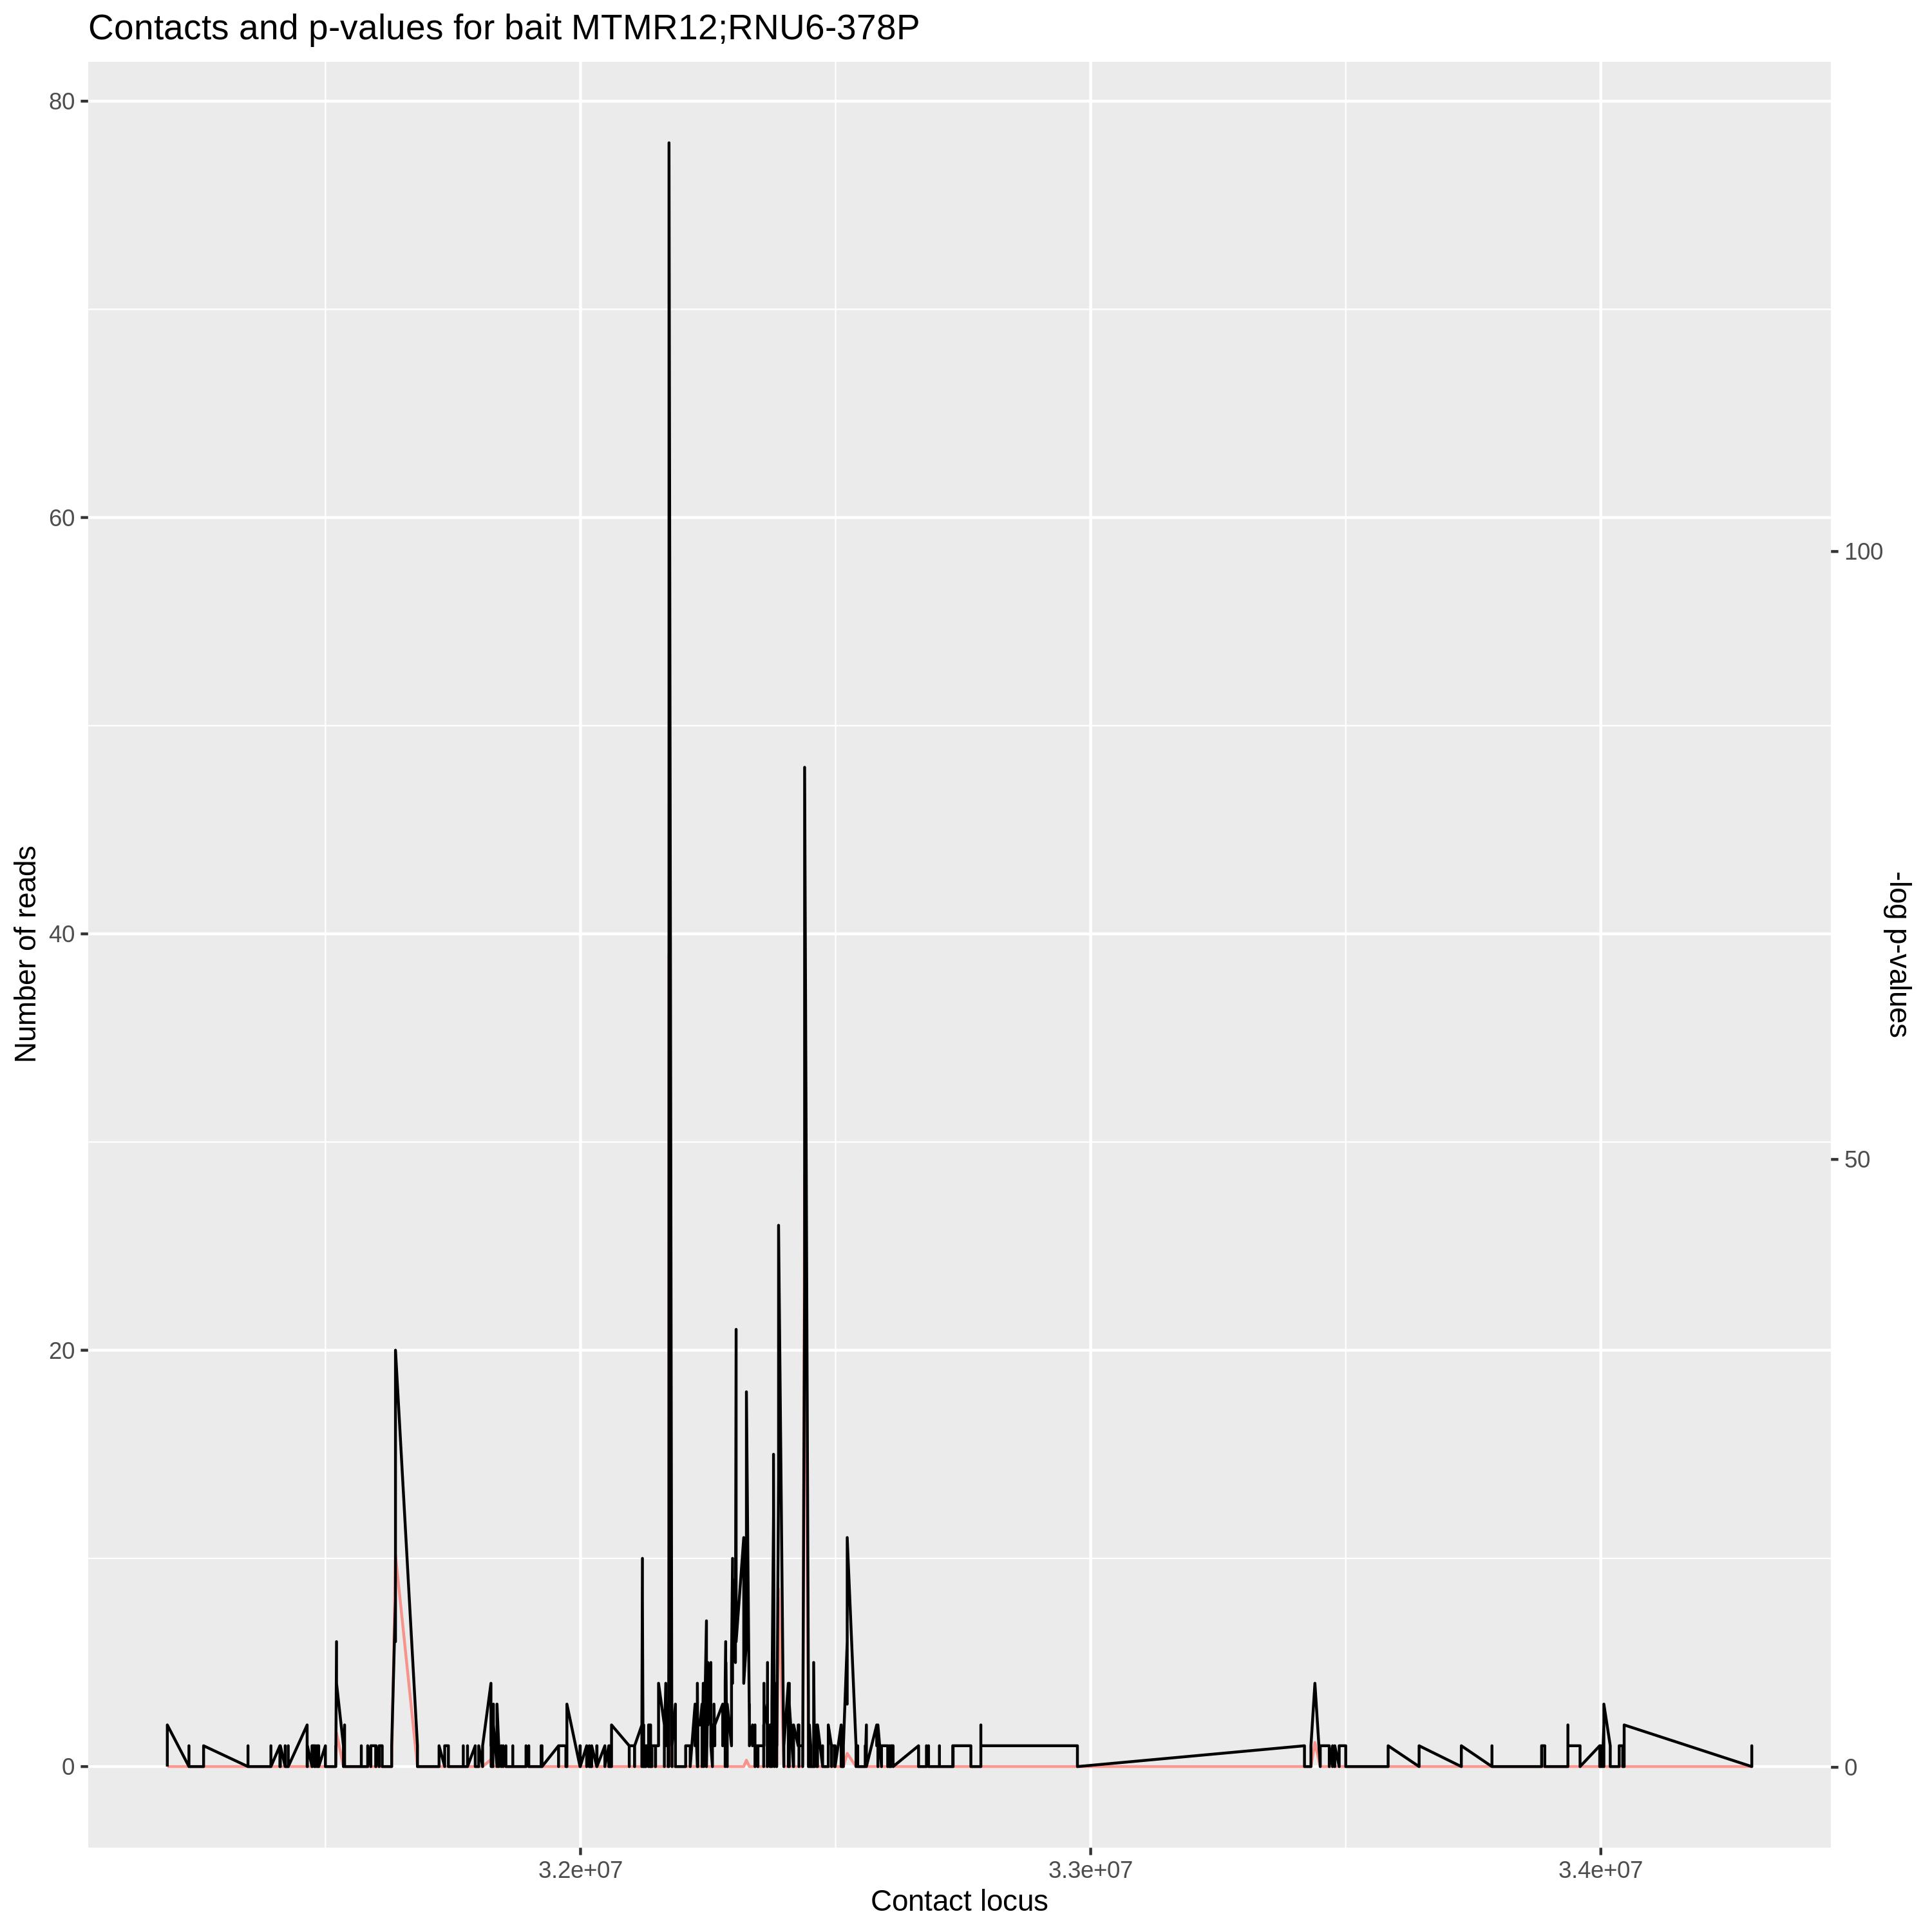 Contacts and p-values for bait MTMR12;RNU6-378P
80
60
40
20
0
Number of reads
100
50
0
-log p-values
3.2e+07
3.3e+07
3.4e+07
Contact locus